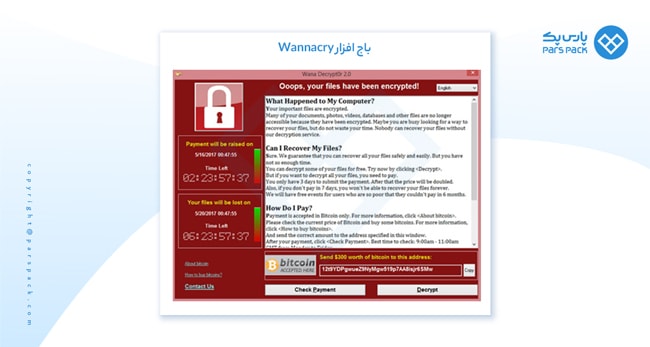 پارس پک
PARS PACK
باج افزار Wannacry
Wana Decrypt0r 2.0
Ooops, your files have been encrypted!
English
What Happened to My Computer?
Your important files are encrypted.
Many of your documents, photos, videos, databases and other files are no longer
accessible because they have been encrypted. Maybe you are busy looking for a way to
recover your files, but do not waste your time. Nobody can recover your files without
our decryption service.
Can I Recover My Files?
Sure. We guarantee that you can recover all your files safely and easily. But you have
not so enough time.
You can decrypt some of your files for free. Try now by clicking <Decrypt>.
But if you want to decrypt all your files, you need to pay.
You only have 3 days to submit the payment. After that the price will be doubled.
Also, if you don't pay in 7 days, you won't be able to recover your files forever.
We will have free events for users who are so poor that they couldn't pay in 6 months.
How Do I Pay?
Payment is accepted in Bitcoin only. For more information, click <About bitcoin>.
Please check the current price of Bitcoin and buy some bitcoins. For more information,
click <How to buy bitcoins>.
And send the correct amount to the address specified in this window.
After your payment, click <Check Payment>. Best time to check: 9:00am - 11:00am
Payment will be raised on
5/16/2017 00:47:55
Time Left
02:23:57:37
Your files will be lost on
5/20/2017 00:47:55
Time Left
06:23:57:37
About bitcoin
How to buy bitcoins?
Contact Us
bitcoin
ACCEPTED HERE
Send $300 worth of bitcoin to this address:
Copy
Check Payment
Decrypt
copyright@parspack.com